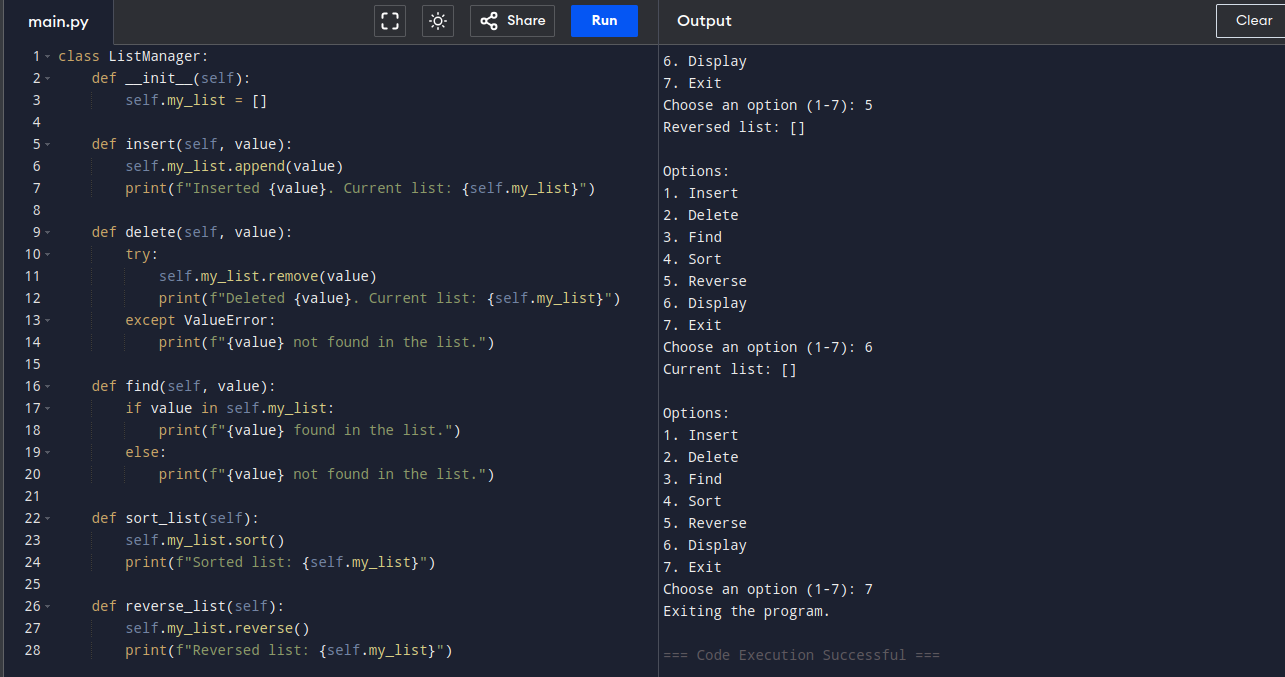 main.py
Share
Run
Output
Clear
1 class ListManager:
2     def __init__(self):
3         self.my_list = []
4
5     def insert(self, value):
6         self.my_list.append(value)
7         print(f"Inserted {value}. Current list: {self.my_list}")
8
9     def delete(self, value):
10         try:
11             self.my_list.remove(value)
12             print(f"Deleted {value}. Current list: {self.my_list}")
13         except ValueError:
14             print(f"{value} not found in the list.")
15
16     def find(self, value):
17         if value in self.my_list:
18             print(f"{value} found in the list.")
19         else:
20             print(f"{value} not found in the list.")
21
22     def sort_list(self):
23         self.my_list.sort()
24         print(f"Sorted list: {self.my_list}")
25
26     def reverse_list(self):
27         self.my_list.reverse()
28         print(f"Reversed list: {self.my_list}")
6. Display
7. Exit
Choose an option (1-7): 5
Reversed list: []

Options:
1. Insert
2. Delete
3. Find
4. Sort
5. Reverse
6. Display
7. Exit
Choose an option (1-7): 6
Current list: []

Options:
1. Insert
2. Delete
3. Find
4. Sort
5. Reverse
6. Display
7. Exit
Choose an option (1-7): 7
Exiting the program.

=== Code Execution Successful ===